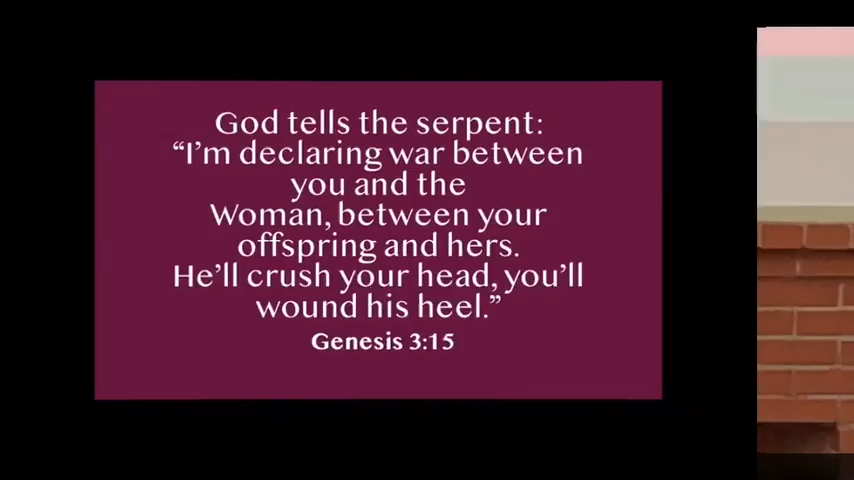 God tells the serpent:
“I’m declaring war between
you and the
Woman, between your
offspring and hers.
He’ll crush your head, you’ll
wound his heel.”
Genesis 3:15